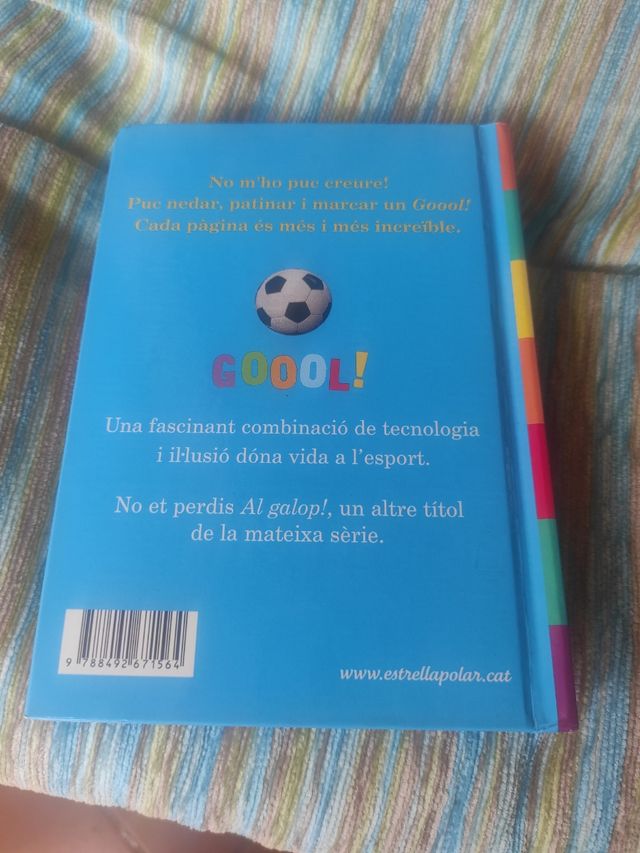 No m'ho puc creure!
Puc nedar, patinar i marcar un Goool!
Cada pàgina és més i més increïble.
GOOOL!
Una fascinant combinació de tecnologia
i il·lusió dóna vida a l'esport.
No et perdis Al galop!, un altre títol
de la mateixa sèrie.
9 788492 671564
www.estrellapolar.cat